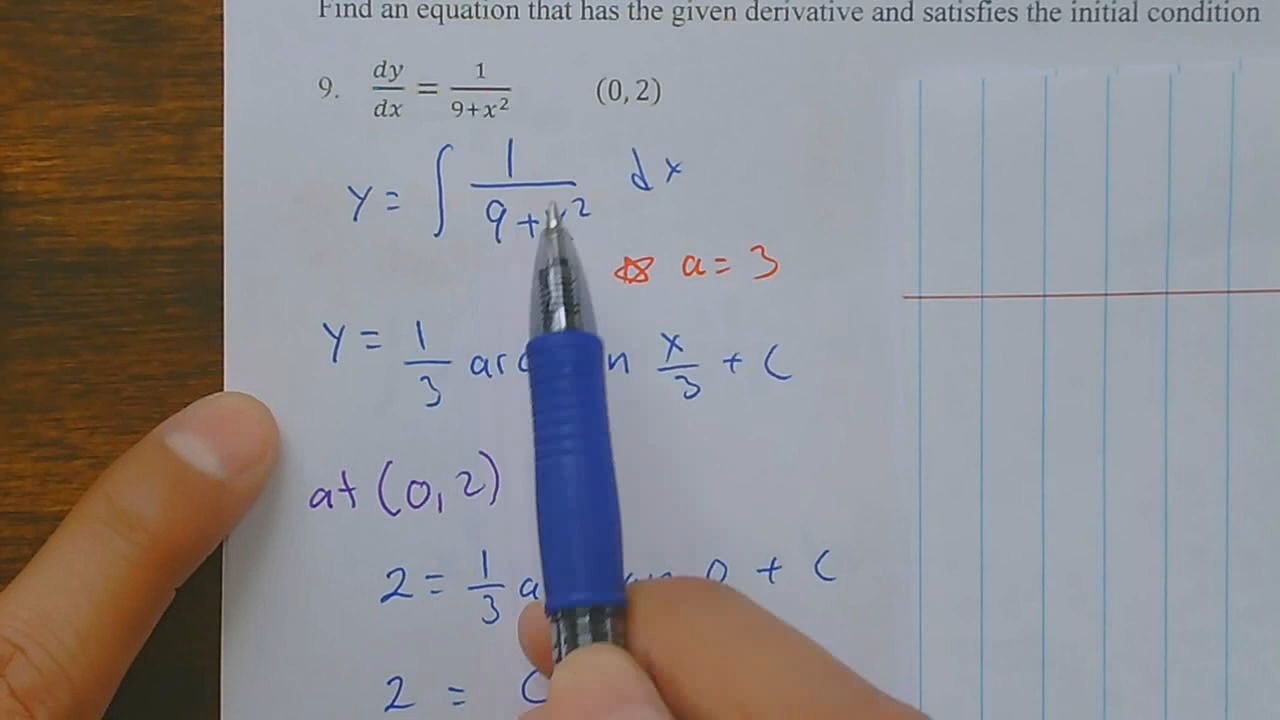 Find an equation that has the given derivative and satisfies the initial condition
9. dy/dx = 1/(9+x²) (0, 2)
y = ∫ 1/(9+x²) dx
☆ a = 3
y = 1/3 arc n x/3 + C
at (0, 2)
2 = 1/3 a 0 + C
2 = C